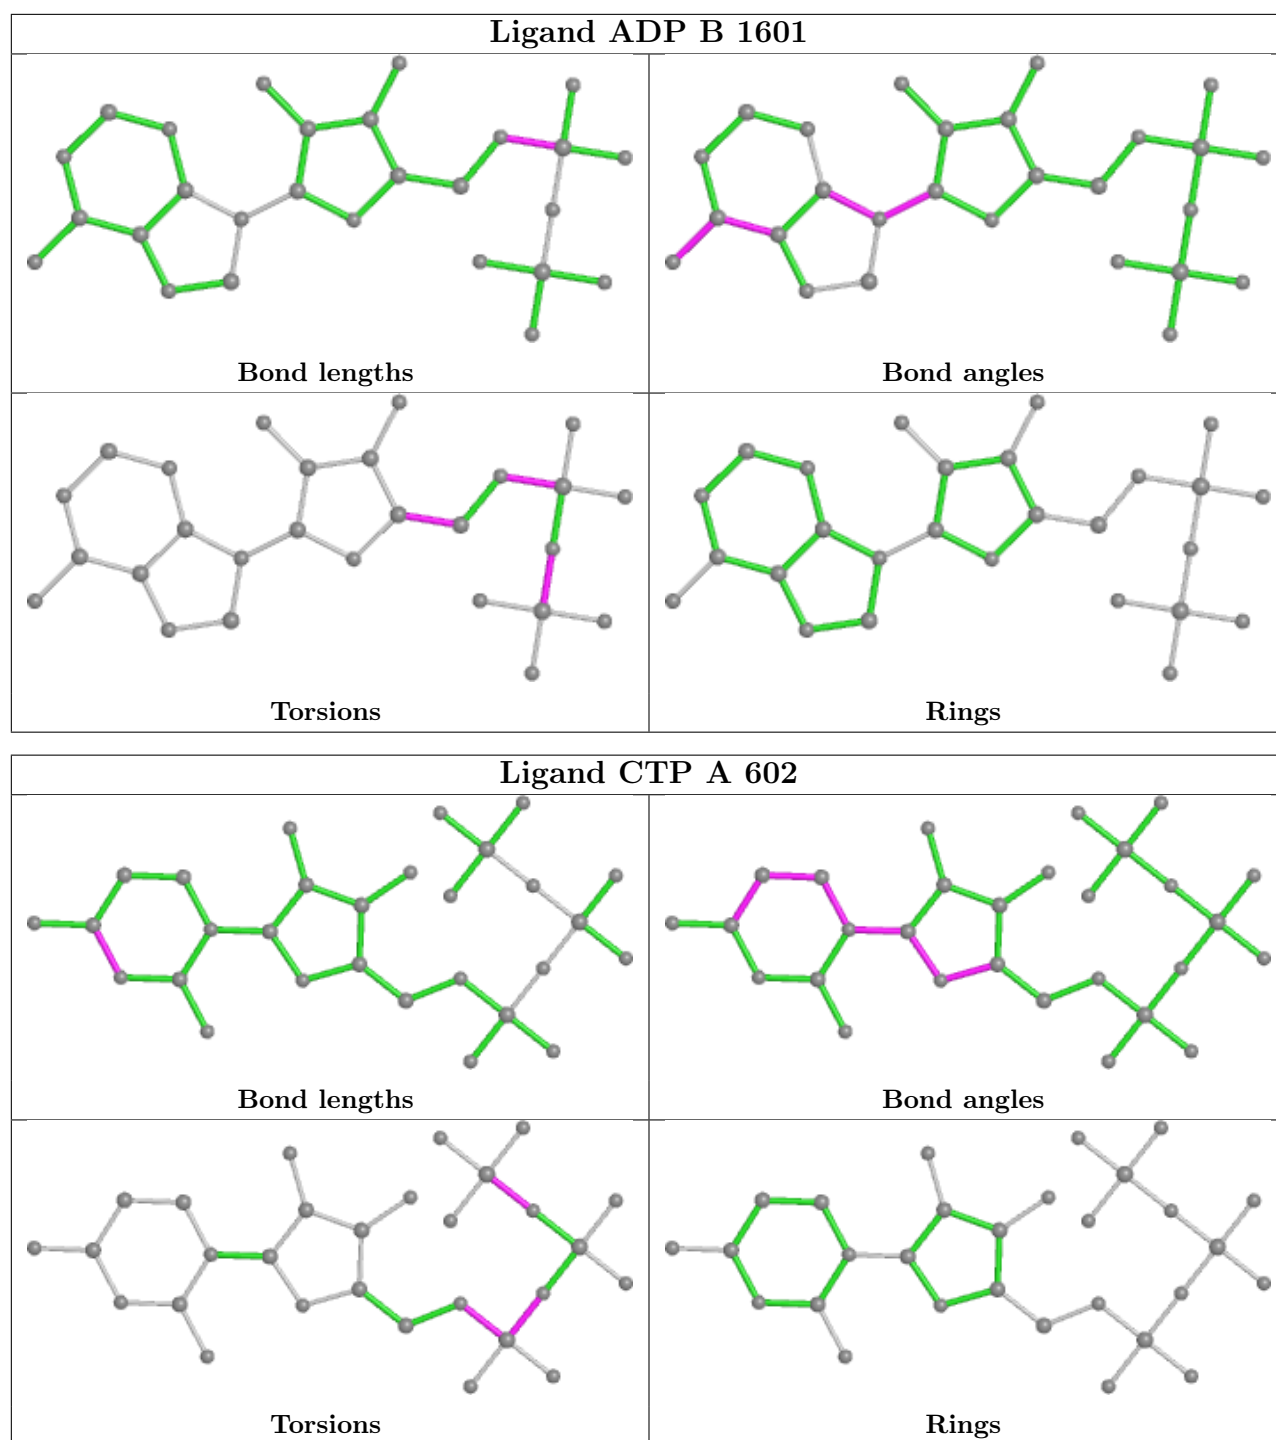 Ligand ADP B 1601
Bond lengths
Bond angles
Torsions
Rings
Ligand CTP A 602
Bond lengths
Bond angles
Torsions
Rings